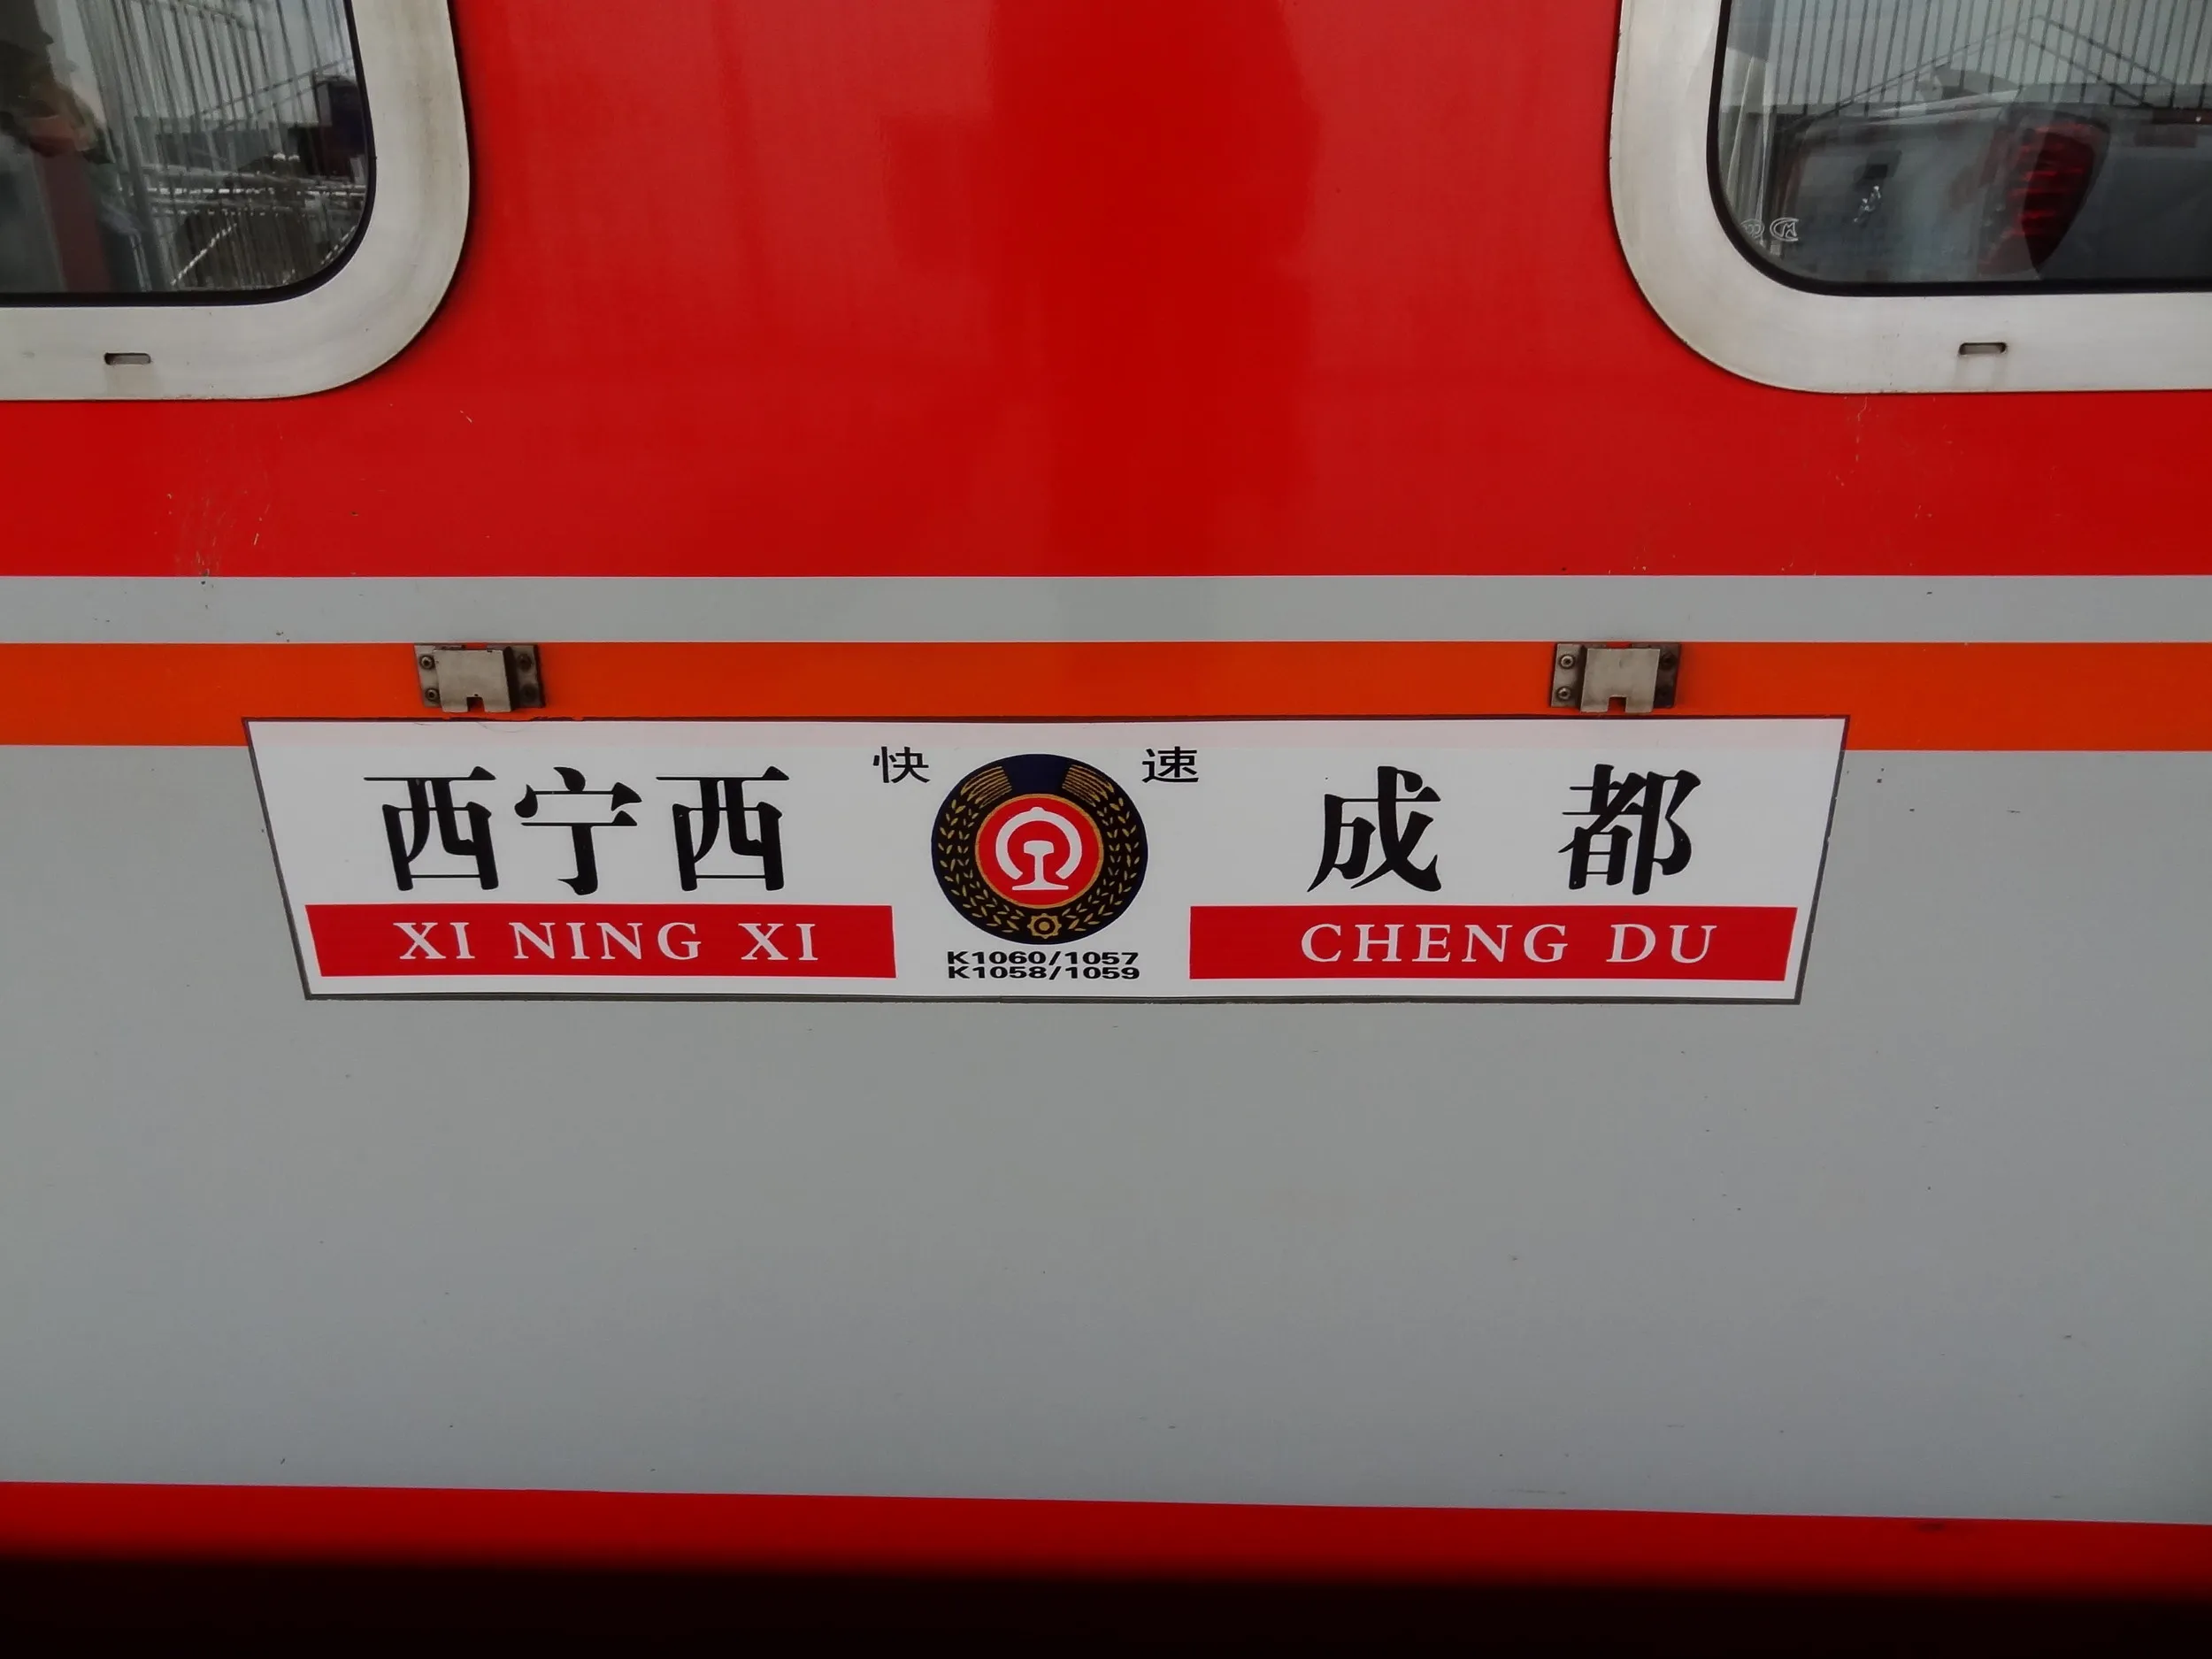 快 速
西宁西 成都
XI NING XI CHENG DU
K1060/1057
K1058/1059